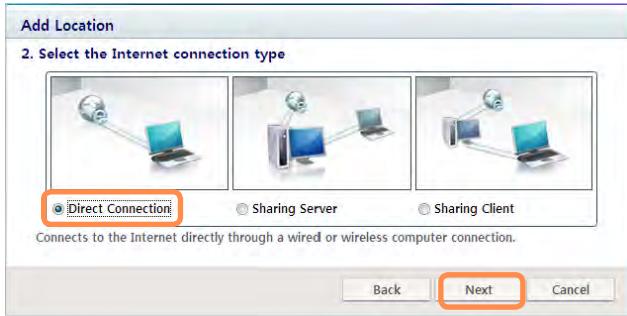 Add Location
2. Select the Internet connection type
Direct Connection Sharing Server Sharing Client
Connects to the Internet directly through a wired or wireless computer connection.
Back Next Cancel